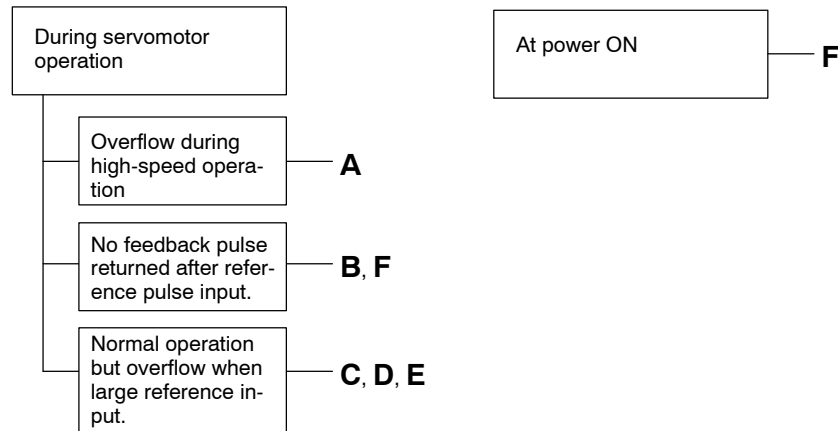 During servomotor
operation
At power ON
F
Overflow during
high-speed opera-
tion
A
No feedback pulse
returned after refer-
ence pulse input.
B, F
Normal operation
but overflow when
large reference in-
put.
C, D, E